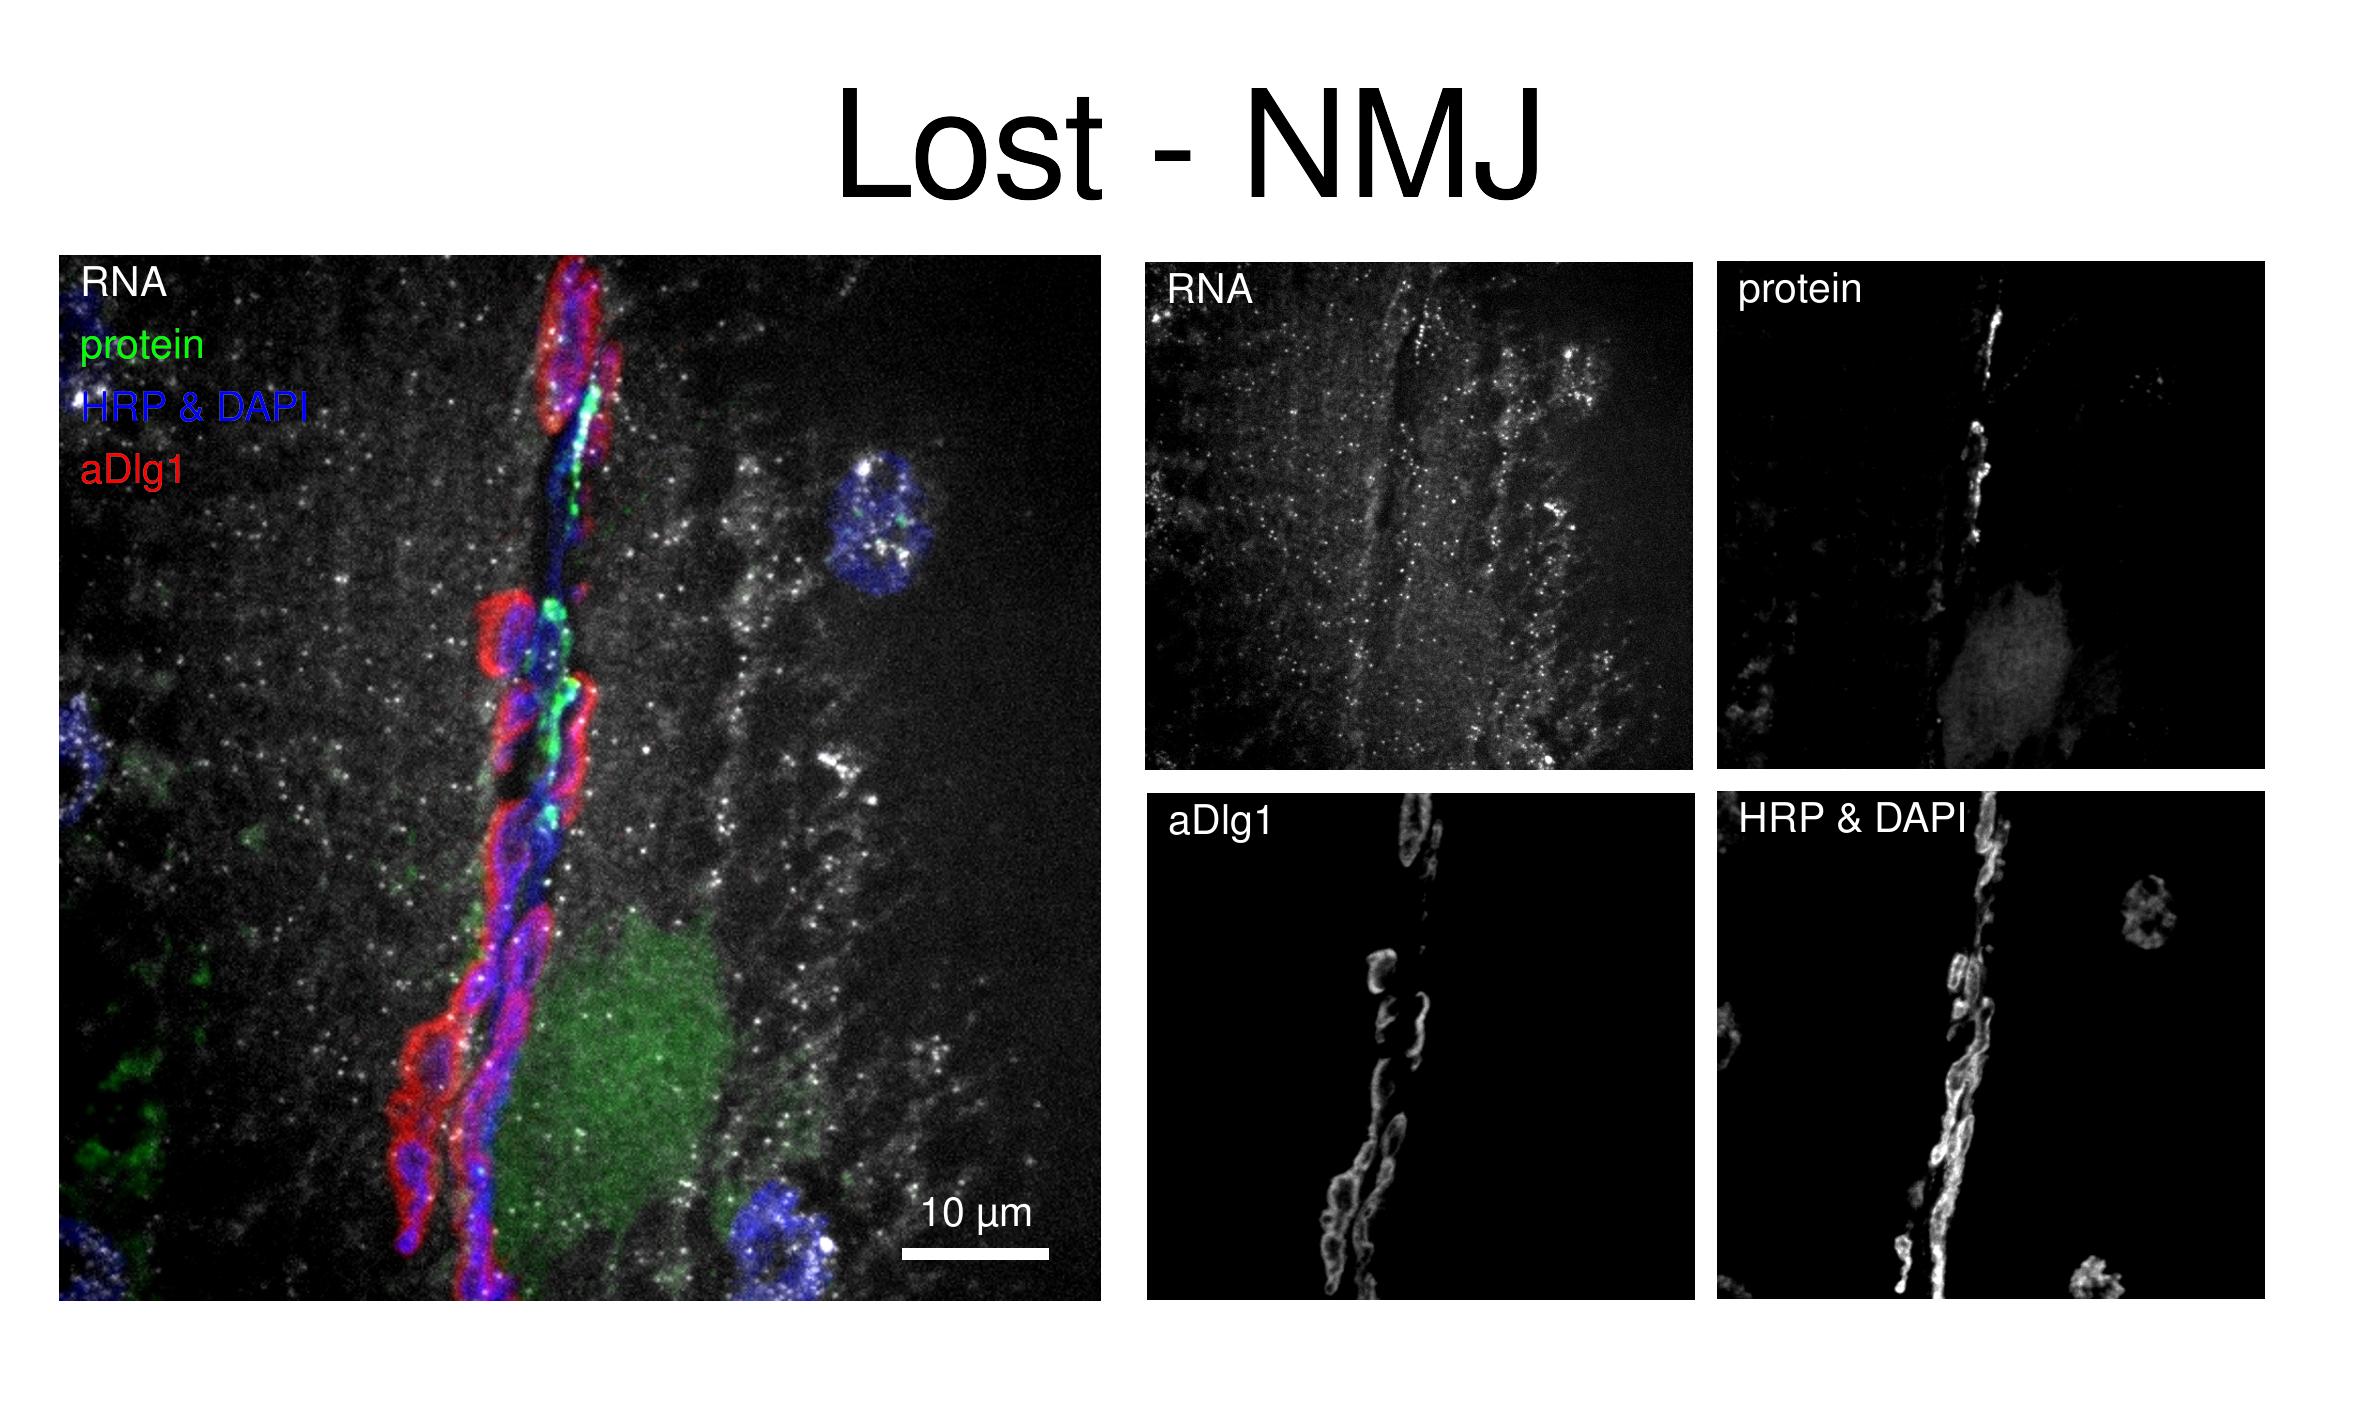 Lost - NMJ
RNA
protein
HRP & DAPI
aDlg1
10 µm
RNA
protein
aDlg1
HRP & DAPI